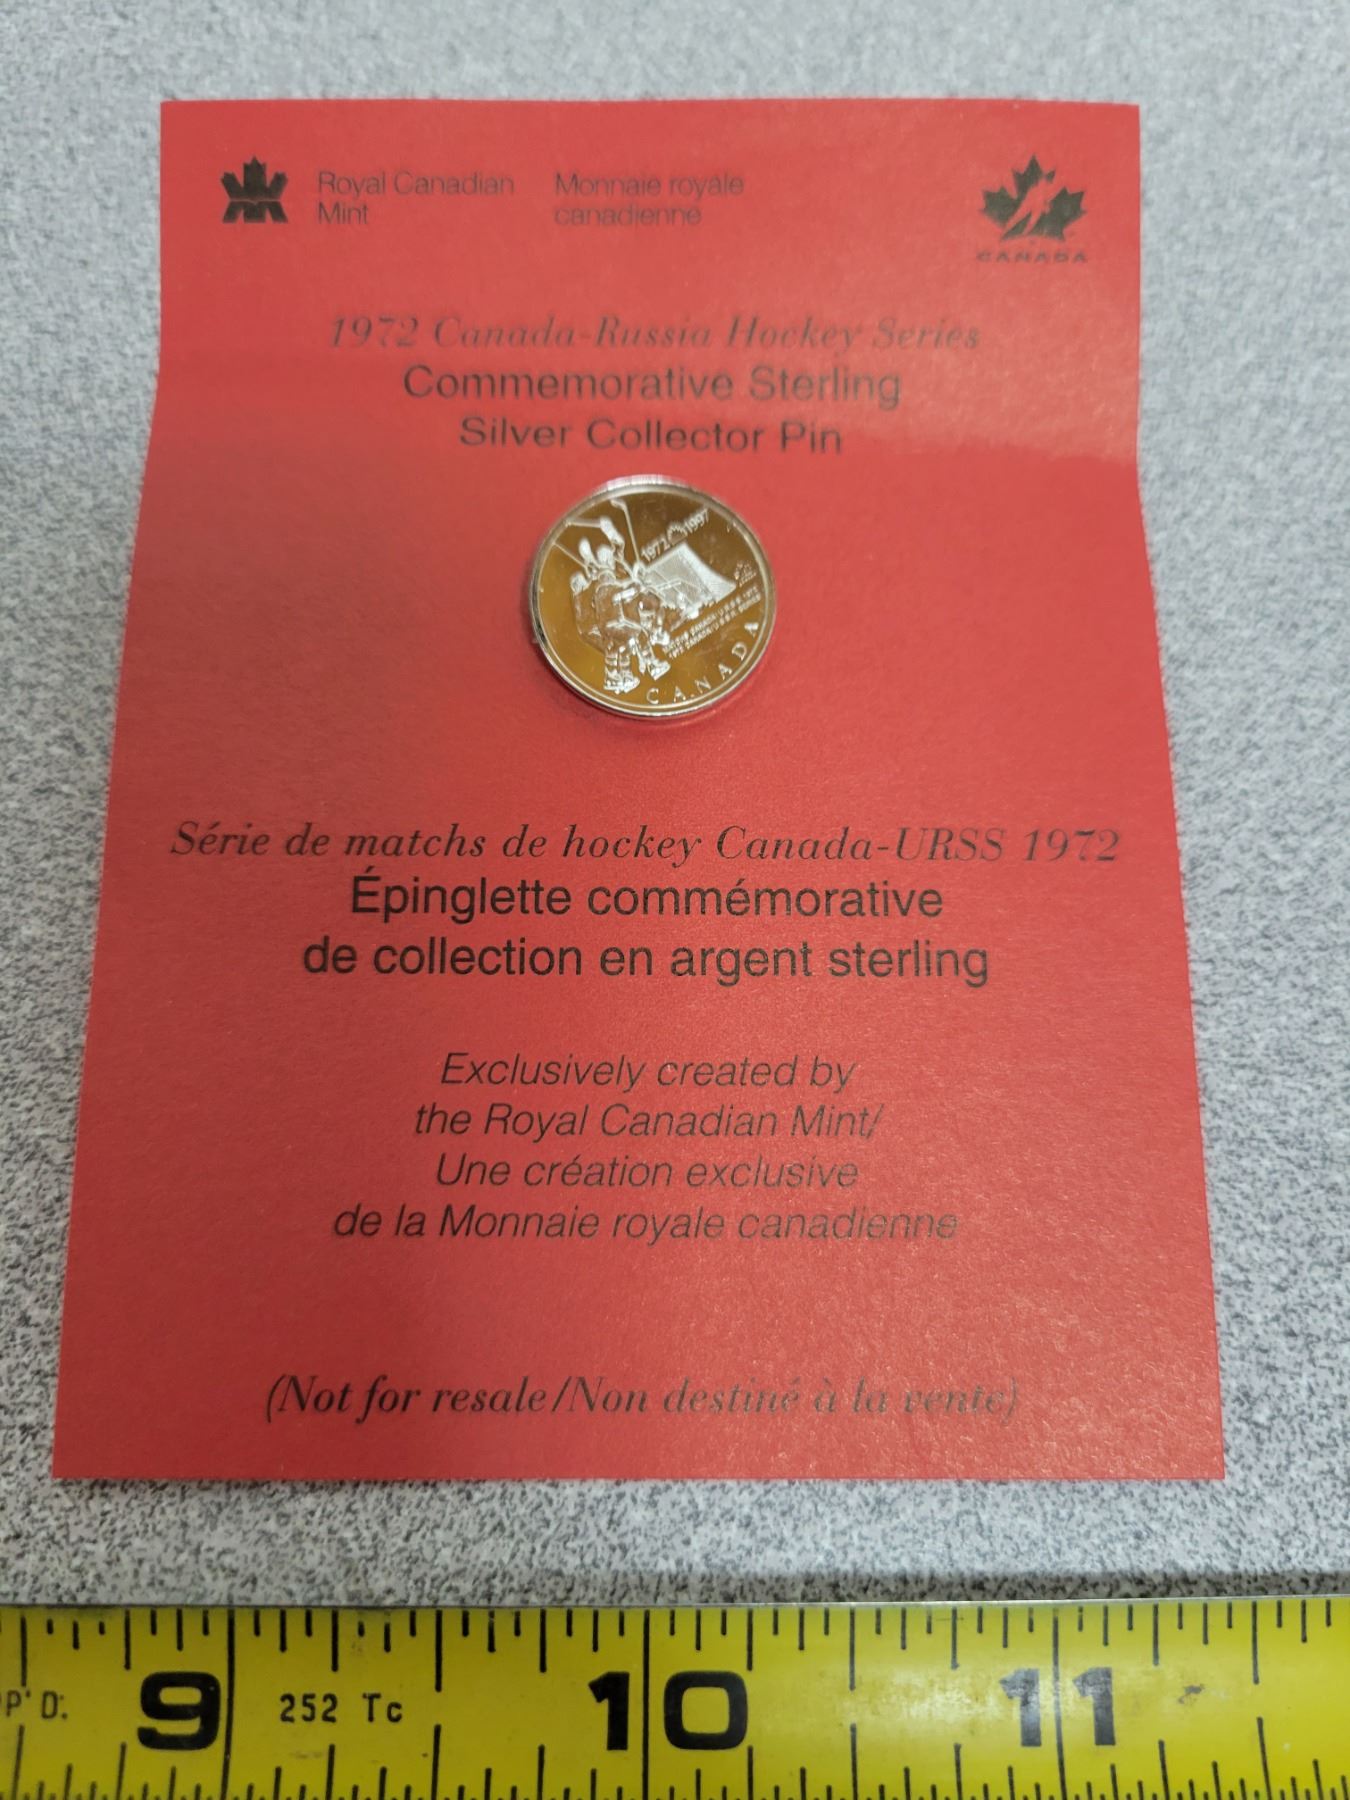 Royal Canadian Monnaie royale
Mint canadienne
CANADA
1972 Canada-Russia Hockey Series
Commemorative Sterling
Silver Collector Pin
1972 1997
CANADA
Série de matchs de hockey Canada-URSS 1972
Épinglette commémorative
de collection en argent sterling
Exclusively created by
the Royal Canadian Mint/
Une création exclusive
de la Monnaie royale canadienne
(Not for resale/Non destiné à la vente)
P'D: 9 252 Tc 10 11